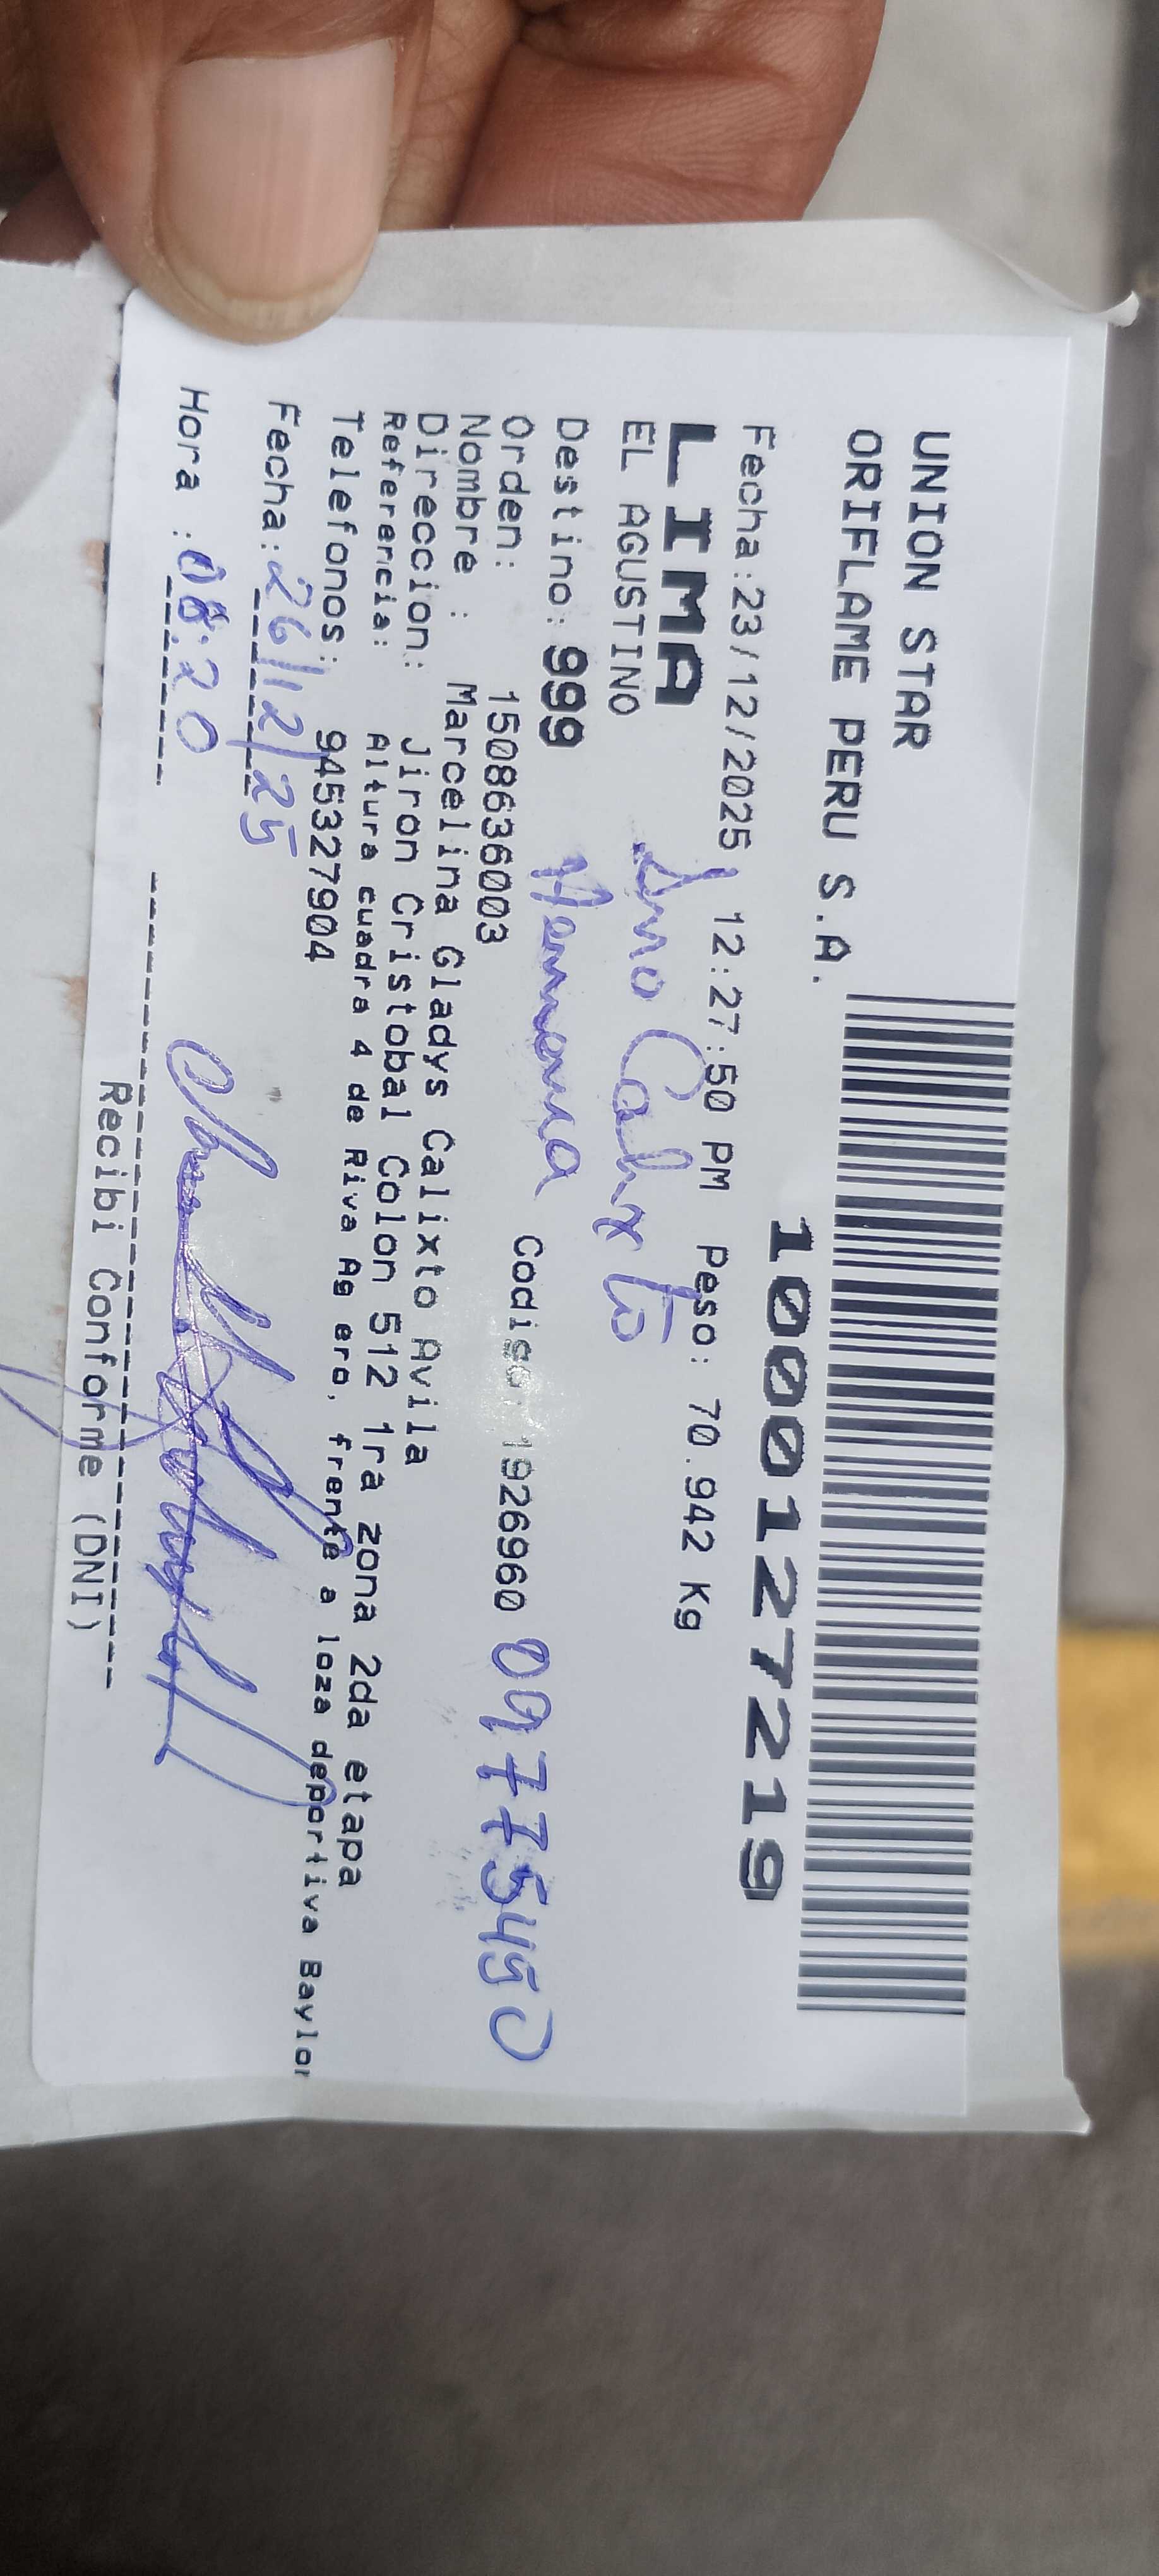 UNION STAR
ORIFLAME PERU S.A.
1000127219
Fecha:23/12/2025 12:27:50 PM Peso: 70.942 Kg
LIMA
EL AGUSTINO
Ana Calixto
Destino: 999
Hermana
Orden: 1508636003 Codigo: 1926960 09775450
Nombre : Marcelina Gladys Calixto Avila
Direccion: Jiron Cristobal Colon 512 1ra zona 2da etapa
Referencia: Altura cuadra 4 de Riva Ag ero, frente a loza deportiva Baylor
Telefonos: 945327904
Fecha: 26/12/25
Hora : 08:20
Recibi Conforme (DNI)